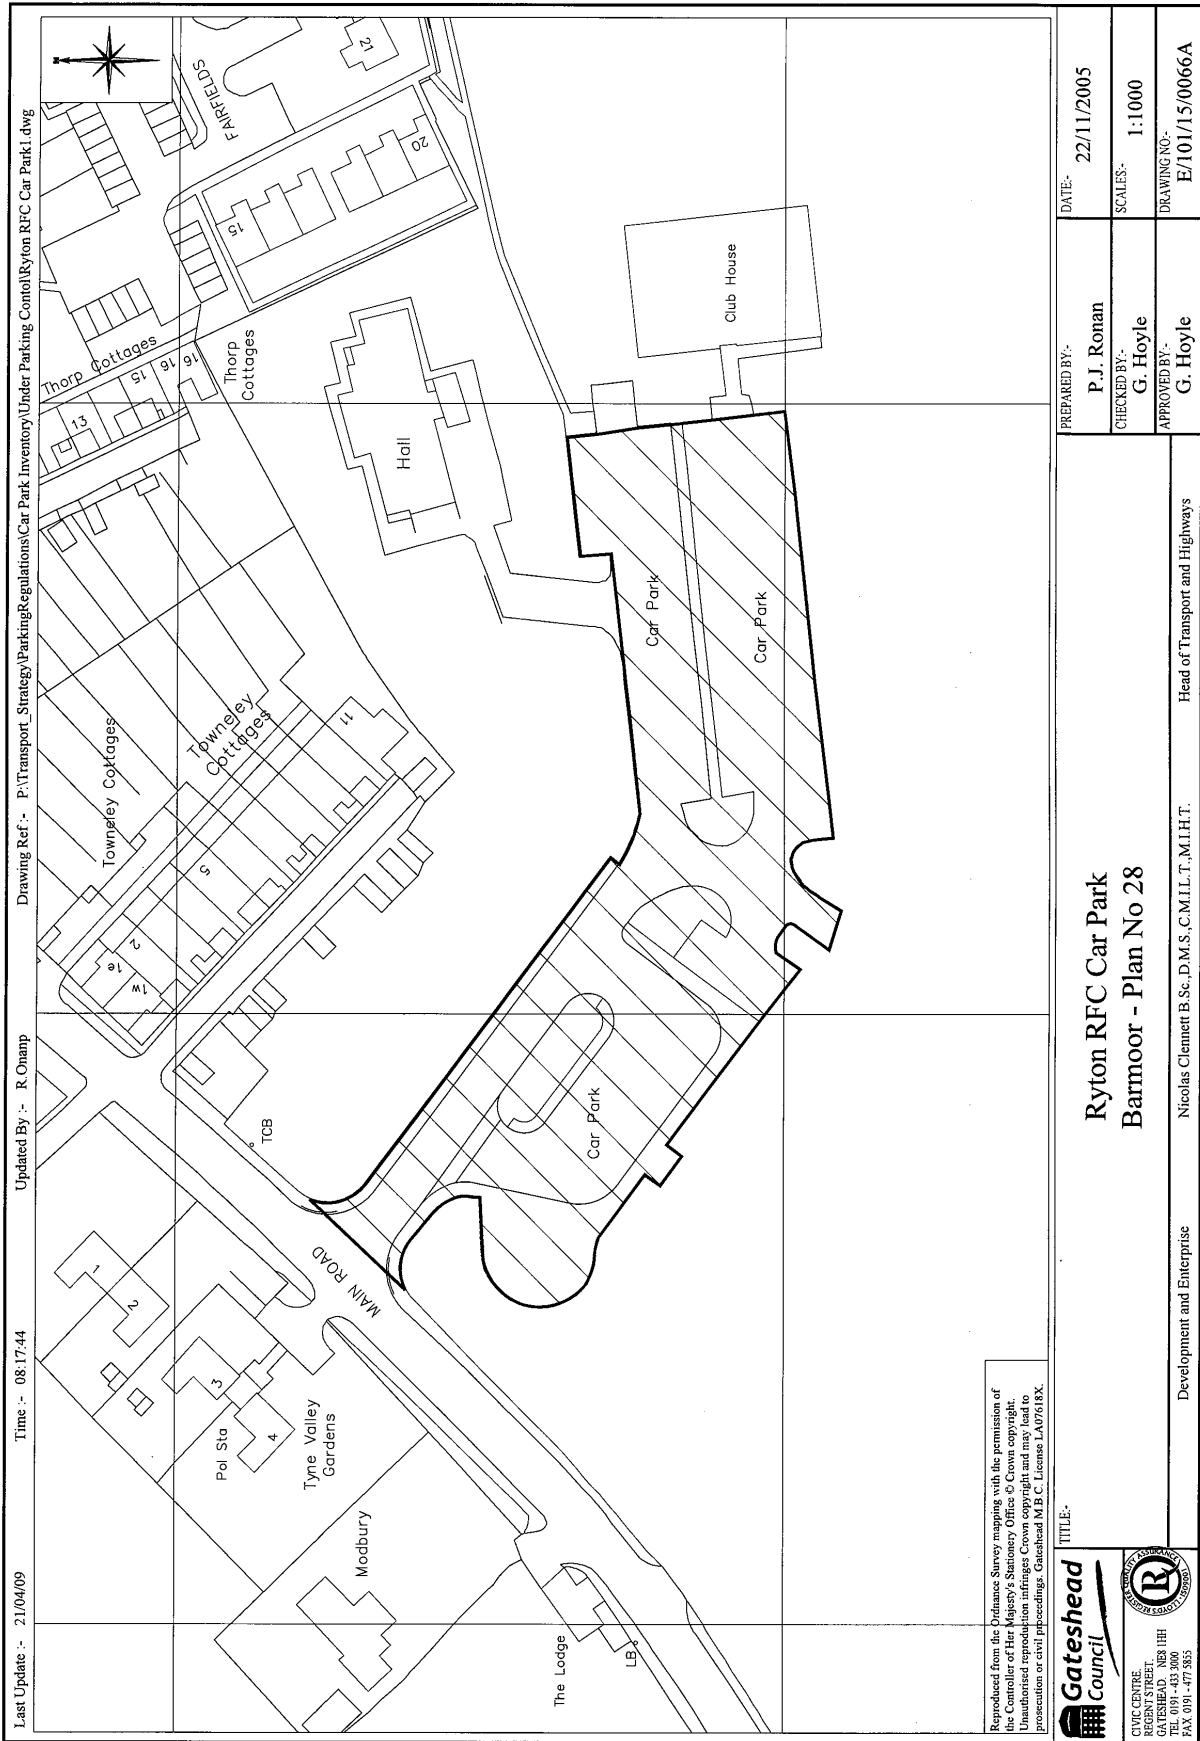 Last Update :- 21/04/09
Time :- 08:17:44
Updated By :- R.Onanp
Drawing Ref :- P:\Transport_Strategy\ParkingRegulations\Car Park Inventory\Under Parking Contol\Ryton RFC Car Park1.dwg
N
1
2
3
4
Pol Sta
Tyne Valley
Gardens
Modbury
The Lodge
LB
MAIN ROAD
TCB
1w
1e
2
5
11
Towneley Cottages
Towneley
Cottages
Thorp Cottages
13
15
16
16
Thorp
Cottages
FAIRFIELDS
12
15
20
Hall
Club House
Car Park
Car Park
Car Park
Reproduced from the Ordnance Survey mapping with the permission of
the Controller of Her Majesty's Stationery Office © Crown copyright.
Unauthorised reproduction infringes Crown copyright and may lead to
prosecution or civil proceedings. Gateshead M.B.C. License LA07618X.
Gateshead
Council
CIVIC CENTRE,
REGENT STREET,
GATESHEAD. NE8 1HH
TEL. 0191 - 433 3000
FAX. 0191 - 477 5855
TITLE:-
Ryton RFC Car Park
Barmoor - Plan No 28
Development and Enterprise
Nicolas Clennett B.Sc.,D.M.S.,C.M.I.L.T.,M.I.H.T.
Head of Transport and Highways
PREPARED BY:-
P.J. Ronan
DATE:-
22/11/2005
CHECKED BY:-
G. Hoyle
SCALES:-
1:1000
APPROVED BY:-
G. Hoyle
DRAWING NO:-
E/101/15/0066A